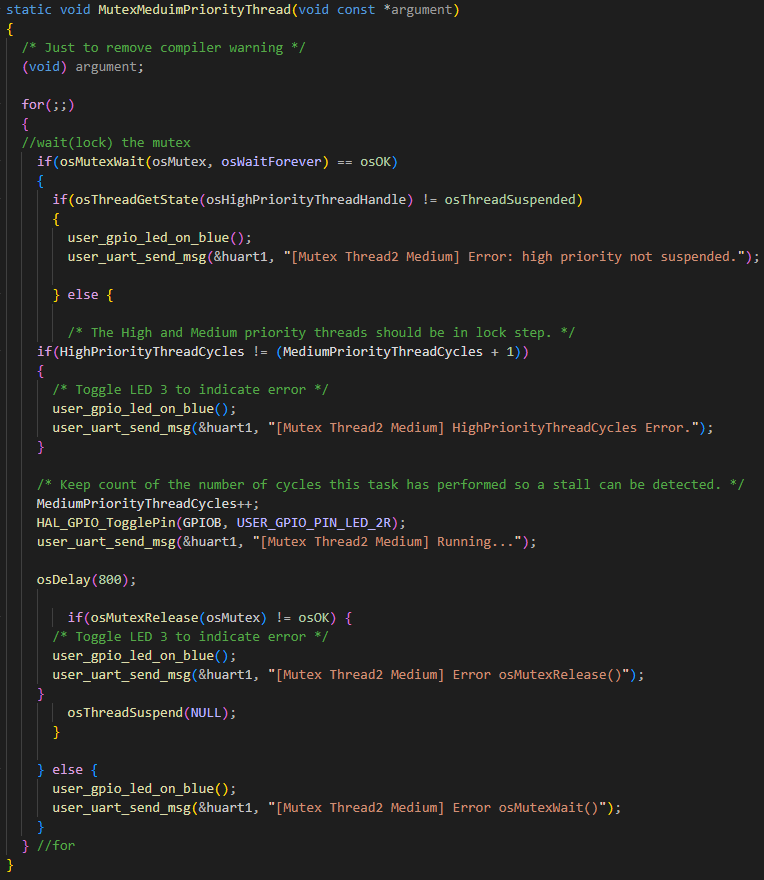 static void MutexMeduimPriorityThread(void const *argument)
{
/* Just to remove compiler warning */
(void) argument;
for(;;)
{
//wait(lock) the mutex
if(osMutexWait(osMutex, osWaitForever) == osOK)
{
if(osThreadGetState(osHighPriorityThreadHandle) != osThreadSuspended)
{
user_gpio_led_on_blue();
user_uart_send_msg(&huart1, "[Mutex Thread2 Medium] Error: high priority not suspended.");
} else {
/* The High and Medium priority threads should be in lock step. */
if(HighPriorityThreadCycles != (MediumPriorityThreadCycles + 1))
{
/* Toggle LED 3 to indicate error */
user_gpio_led_on_blue();
user_uart_send_msg(&huart1, "[Mutex Thread2 Medium] HighPriorityThreadCycles Error.");
}
/* Keep count of the number of cycles this task has performed so a stall can be detected. */
MediumPriorityThreadCycles++;
HAL_GPIO_TogglePin(GPIOB, USER_GPIO_PIN_LED_2R);
user_uart_send_msg(&huart1, "[Mutex Thread2 Medium] Running...");
osDelay(800);
if(osMutexRelease(osMutex) != osOK) {
/* Toggle LED 3 to indicate error */
user_gpio_led_on_blue();
user_uart_send_msg(&huart1, "[Mutex Thread2 Medium] Error osMutexRelease()");
}
osThreadSuspend(NULL);
}
} else {
user_gpio_led_on_blue();
user_uart_send_msg(&huart1, "[Mutex Thread2 Medium] Error osMutexWait()");
}
} //for
}